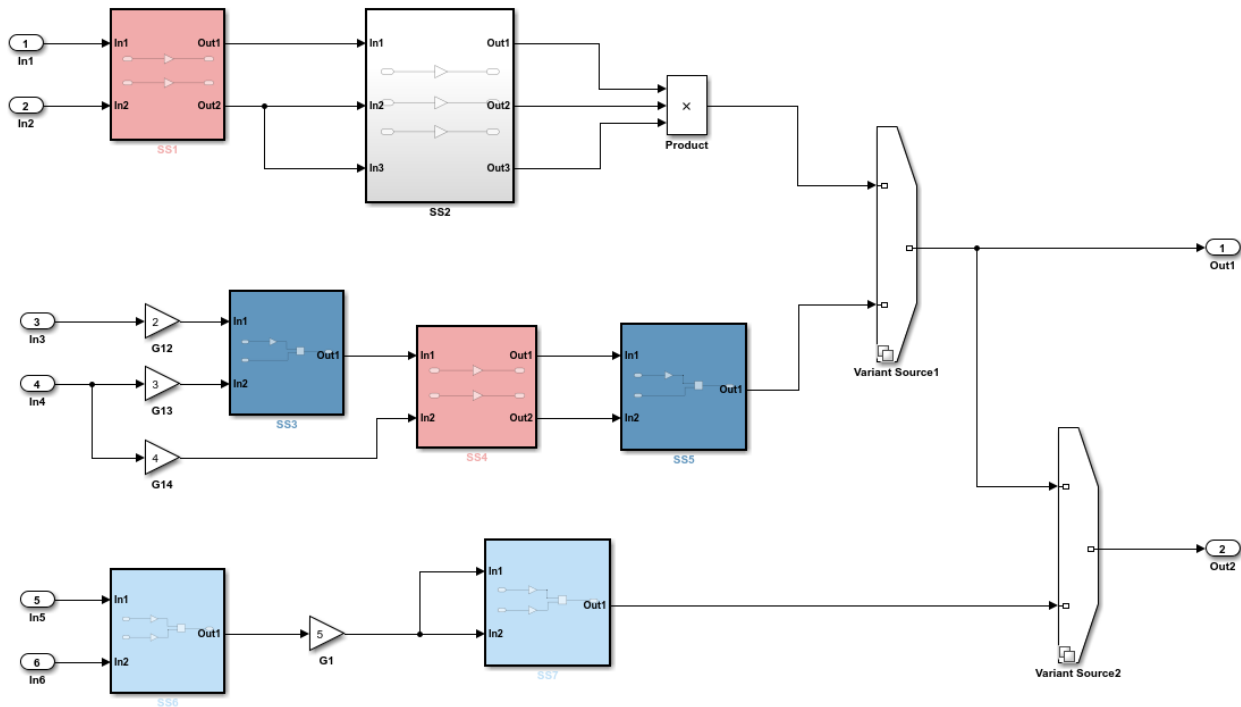 1
In1
2
In2
In1
In2
Out1
Out2
SS1
In1
In2
In3
Out1
Out2
Out3
SS2
×
Product
Variant Source1
1
Out1
3
In3
4
In4
2
G12
3
G13
4
G14
In1
In2
Out1
SS3
In1
In2
Out1
Out2
SS4
In1
In2
Out1
SS5
5
In5
6
In6
In1
In2
Out1
SS6
5
G1
In1
In2
Out1
SS7
Variant Source2
2
Out2